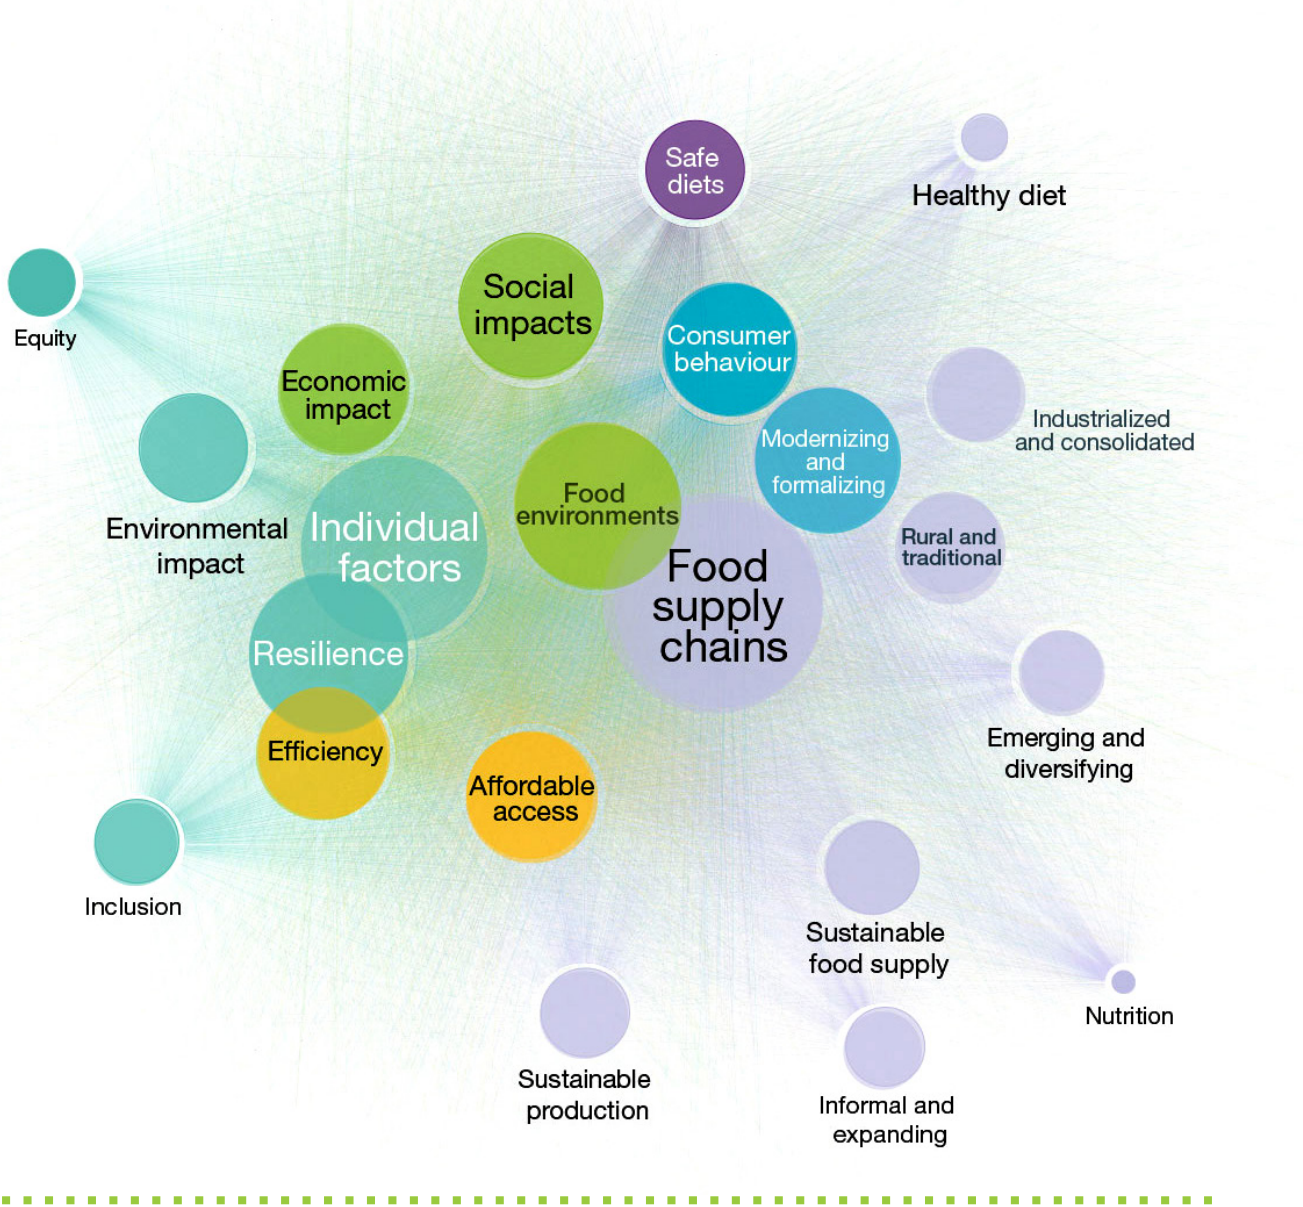 Safe
diets
Healthy diet
Social
impacts
Equity
Consumer
behaviour
Economic
impact
Industrialized
and consolidated
Modernizing
and
formalizing
Environmental
impact
Individual
factors
Food
environments
Rural and
traditional
Food
supply
chains
Resilience
Efficiency
Emerging and
diversifying
Affordable
access
Inclusion
Sustainable
food supply
Nutrition
Sustainable
production
Informal and
expanding